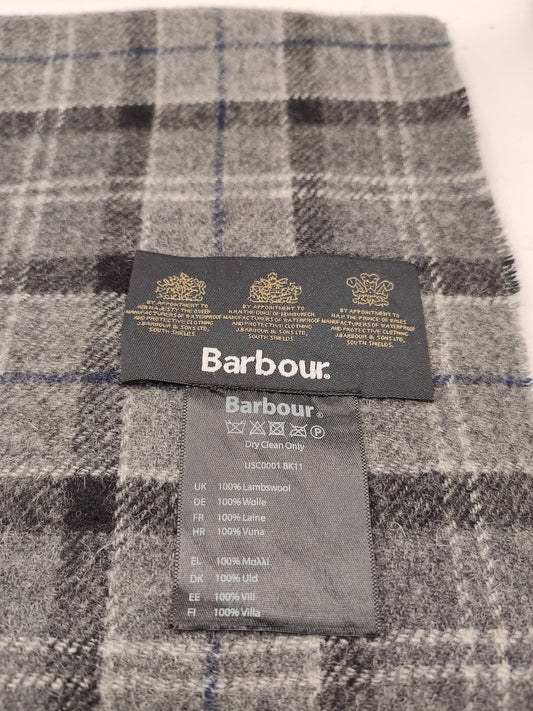 BY APPOINTMENT TO
HER MAJESTY THE QUEEN
MANUFACTURERS OF WATERPROOF
AND PROTECTIVE CLOTHING
J.BARBOUR & SONS LTD,
SOUTH SHIELDS.
BY APPOINTMENT TO
H.R.H. THE DUKE OF EDINBURGH,
MANUFACTURERS OF WATERPROOF
AND PROTECTIVE CLOTHING
J.BARBOUR & SONS LTD,
SOUTH SHIELDS.
BY APPOINTMENT TO
H.R.H. THE PRINCE OF WALES
MANUFACTURERS OF WATERPROOF
AND PROTECTIVE CLOTHING
J.BARBOUR & SONS LTD,
SOUTH SHIELDS.
Barbour®
Barbour®
P
Dry Clean Only
USC0001 BK11
UK 100% Lambswool
DE 100% Wolle
FR 100% Laine
HR 100% Vuna
EL 100% Μαλλί
DK 100% Uld
EE 100% Vill
FI 100% Villa